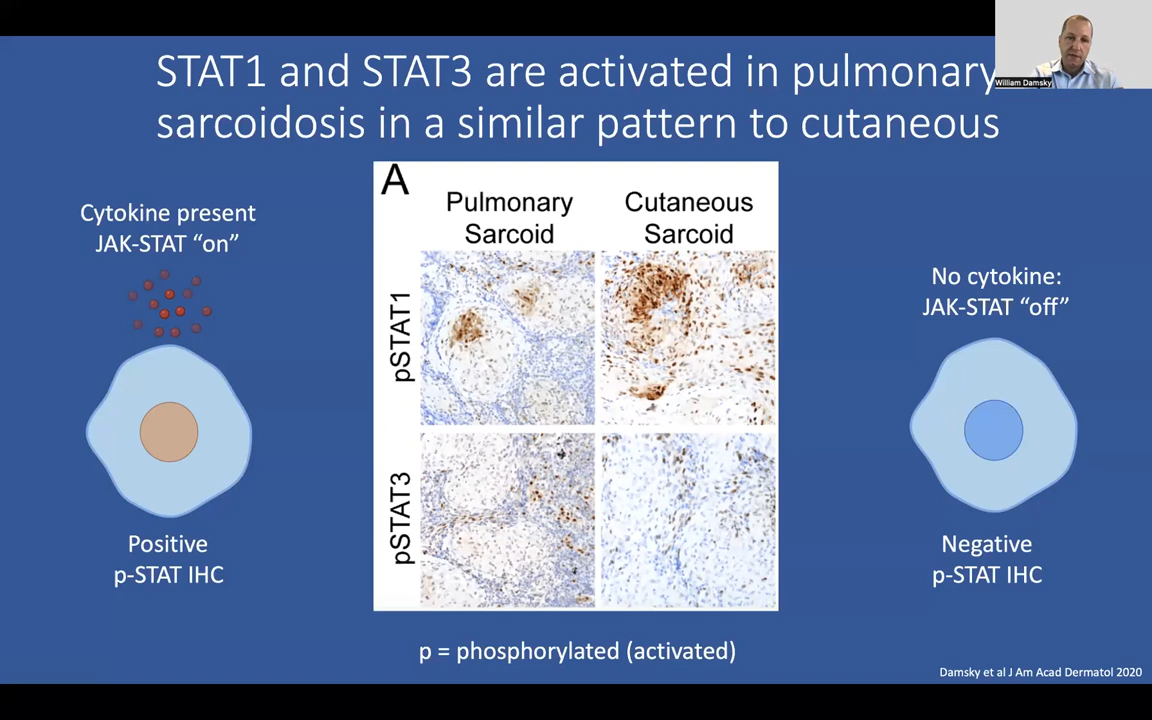 STAT1 and STAT3 are activated in pulmonary
sarcoidosis in a similar pattern to cutaneous
William Damsky
Cytokine present
JAK-STAT “on”
Positive
p-STAT IHC
A
Pulmonary
Sarcoid
Cutaneous
Sarcoid
pSTAT1
pSTAT3
No cytokine:
JAK-STAT “off”
Negative
p-STAT IHC
p = phosphorylated (activated)
Damsky et al J Am Acad Dermatol 2020